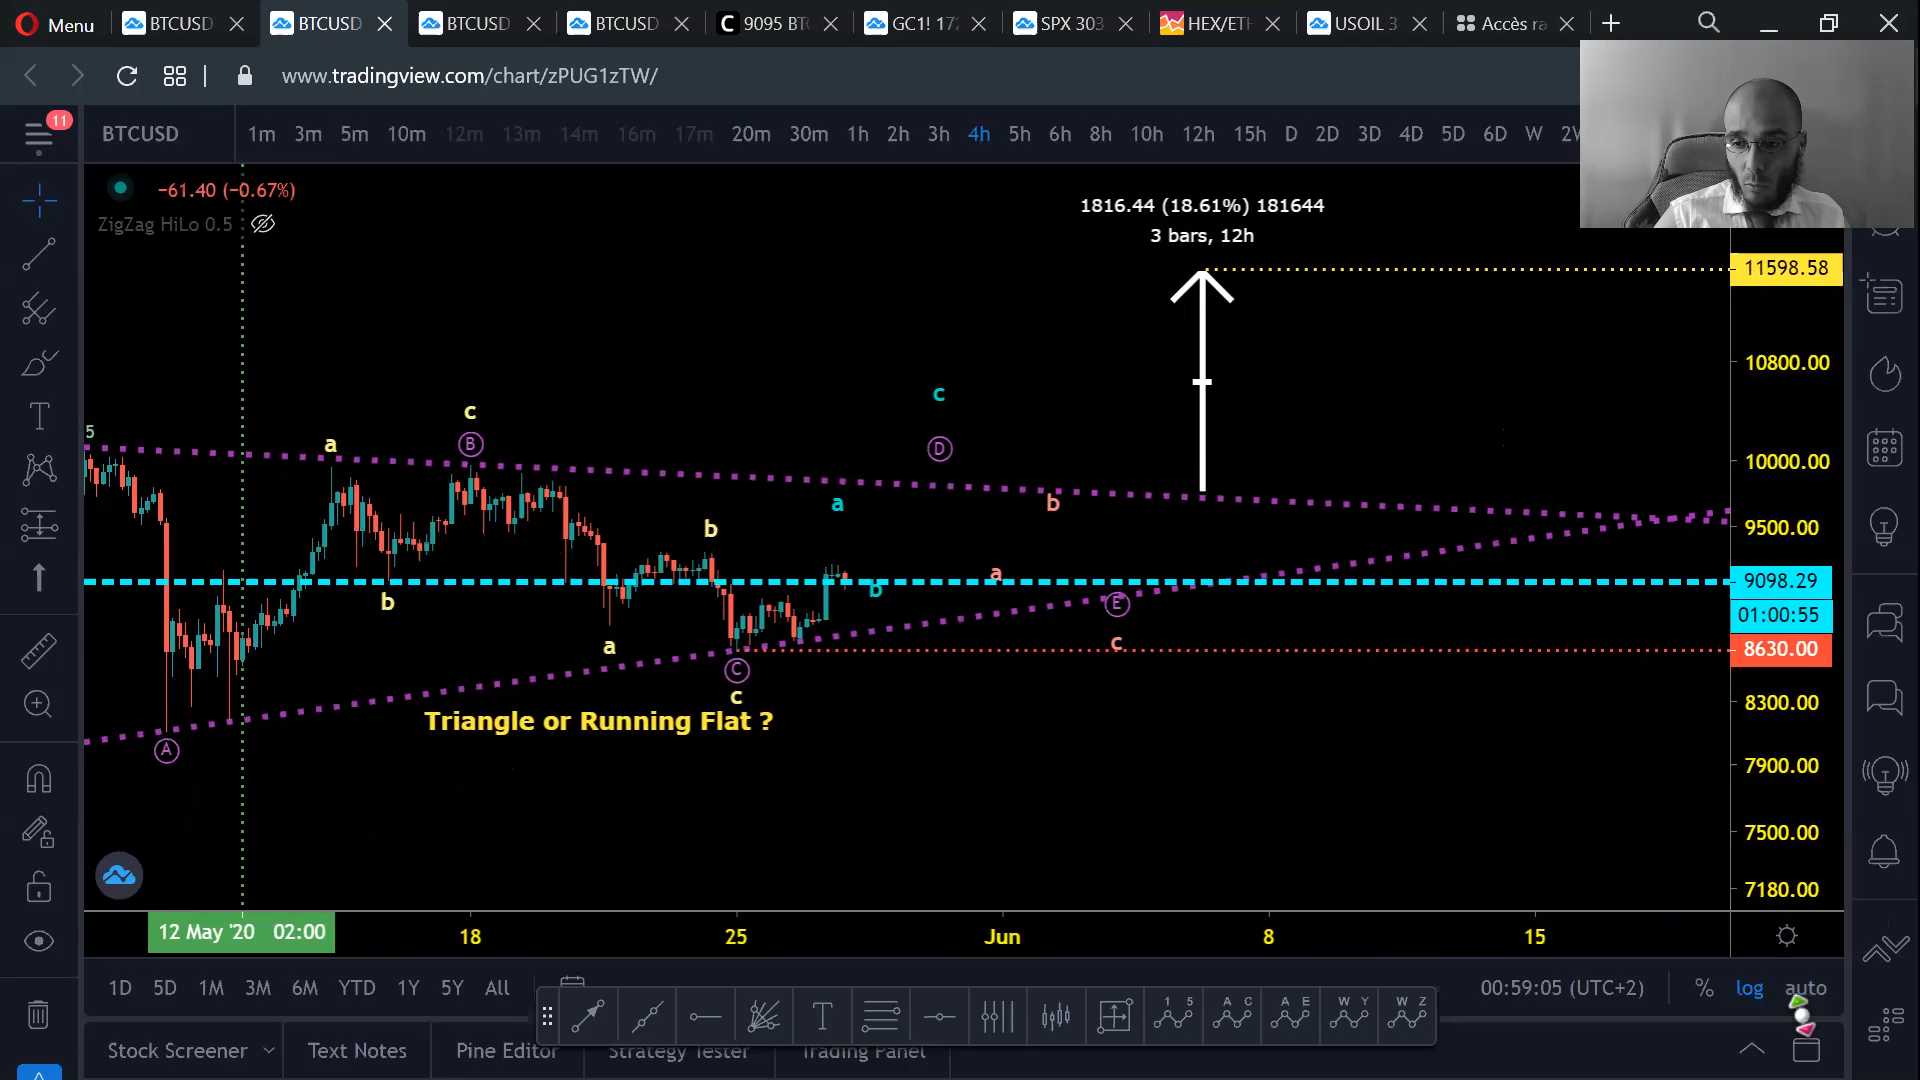 Menu
BTCUSD
BTCUSD
BTCUSD
BTCUSD
9095 BT
GC1! 172
SPX 303
HEX/ETH
USOIL 3
Accès ra
www.tradingview.com/chart/zPUG1zTW/
11
BTCUSD
1m 3m 5m 10m 12m 13m 14m 16m 17m 20m 30m 1h 2h 3h 4h 5h 6h 8h 10h 12h 15h D 2D 3D 4D 5D 6D W
−61.40 (−0.67%)
ZigZag HiLo 0.5
1816.44 (18.61%) 181644
3 bars, 12h
11598.58
10800.00
10000.00
9500.00
9098.29
01:00:55
8630.00
8300.00
7900.00
7500.00
7180.00
5
a
c
B
b
b
a
C
c
A
a
c
D
b
a
b
E
c
Triangle or Running Flat ?
12 May '20 02:00
18
25
Jun
8
15
1D 5D 1M 3M 6M YTD 1Y 5Y All
00:59:05 (UTC+2)
% log auto
T
1 5
A C
A E
W Y
W Z
Stock Screener
Text Notes
Pine Editor
Strategy Tester
Trading Panel